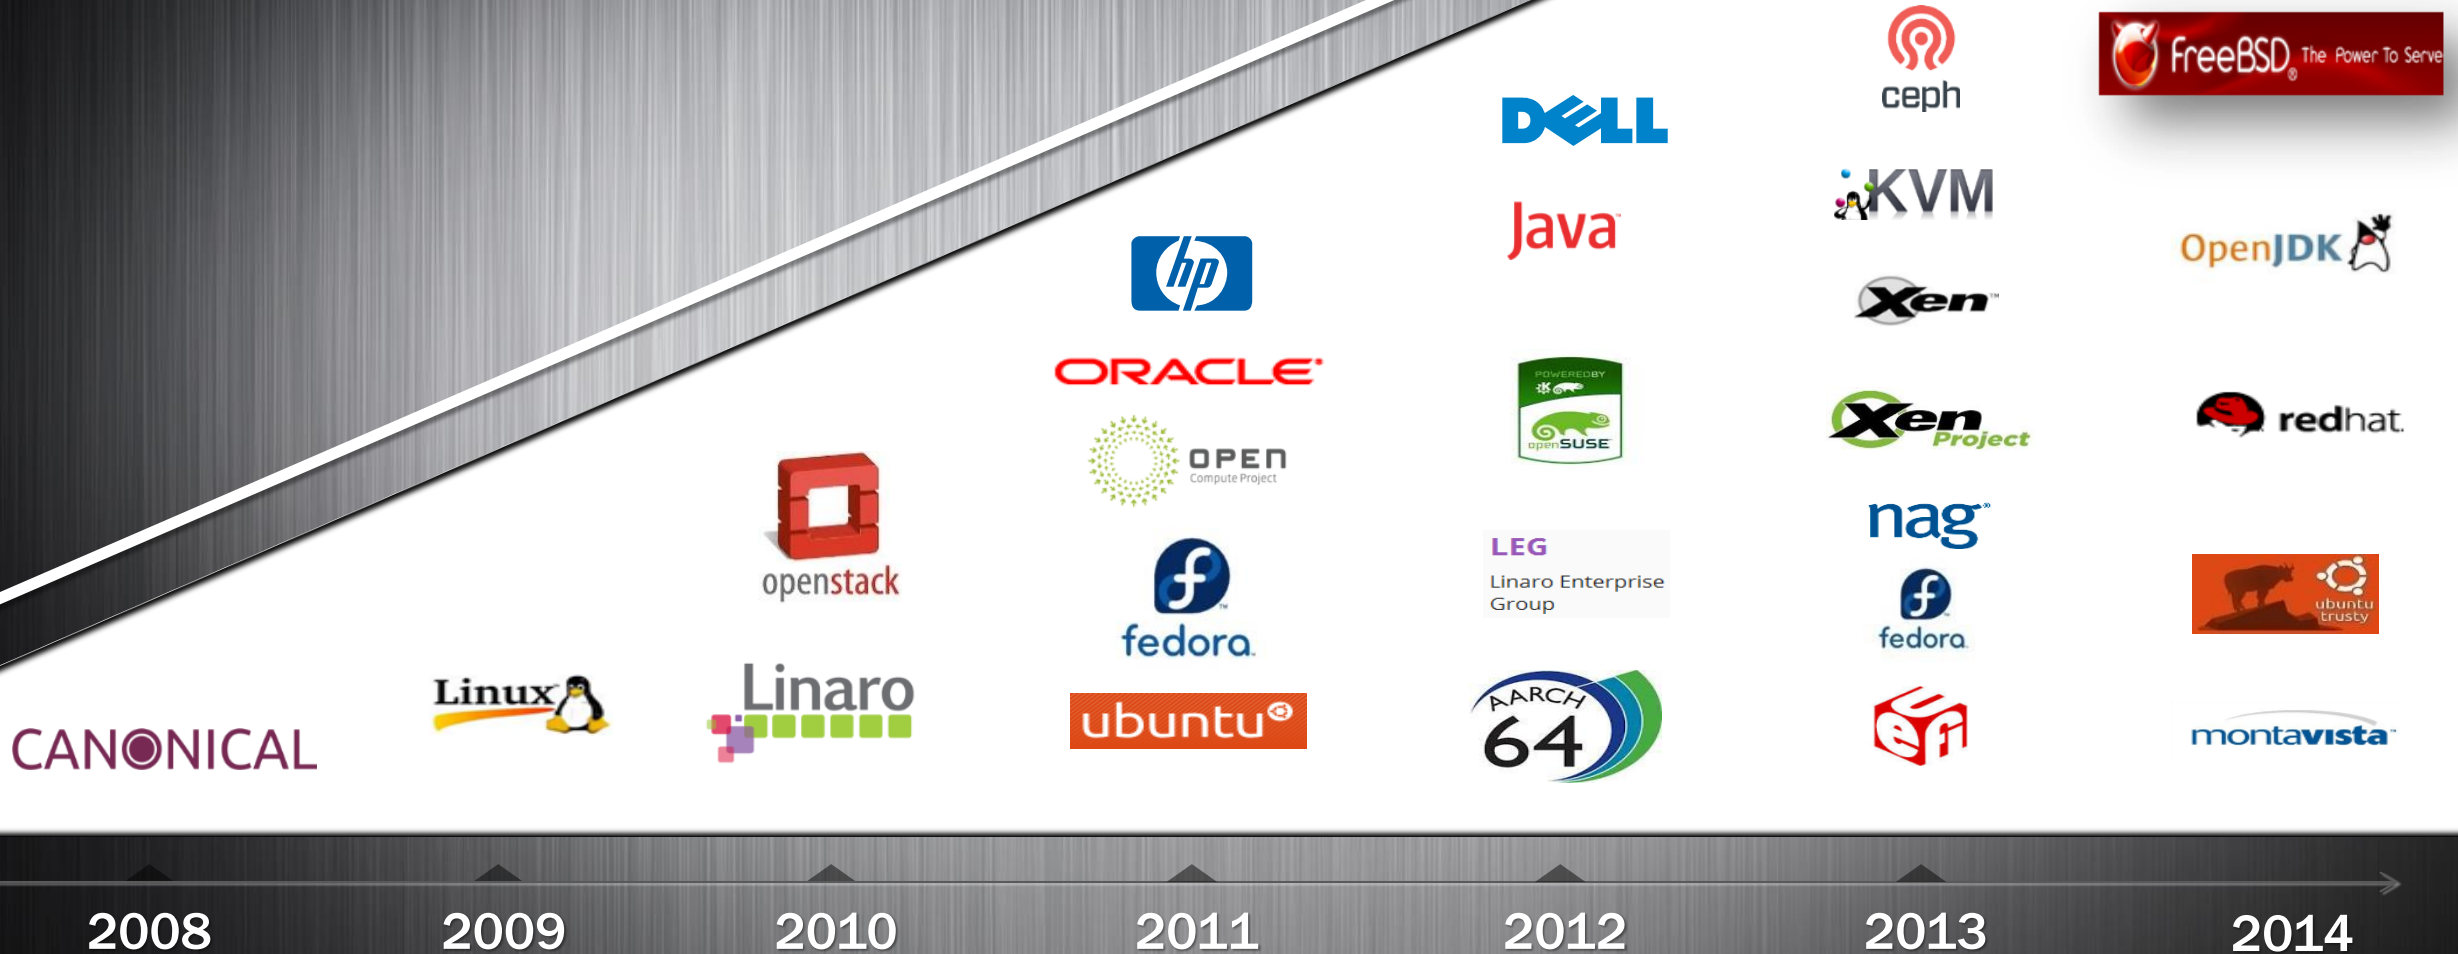 CANONICAL
Linux
openstack
Linaro
hp
ORACLE
OPEN
Compute Project
fedora
ubuntu
DELL
Java
POWERED BY
openSUSE
LEG
Linaro Enterprise
Group
AARCH
64
ceph
KVM
Xen
Xen
Project
nag
fedora
UEFI
FreeBSD The Power To Serve
OpenJDK
redhat.
ubuntu
trusty
montavista
2008 2009 2010 2011 2012 2013 2014